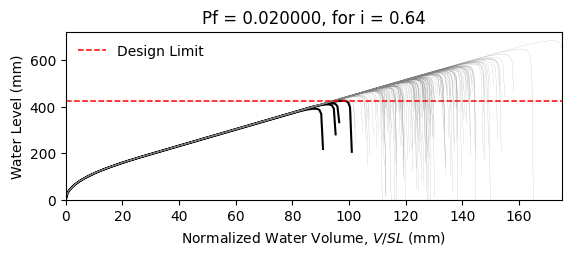 Pf = 0.020000, for i = 0.64
Design Limit
Water Level (mm)
600
400
200
0
0 20 40 60 80 100 120 140 160
Normalized Water Volume, V/SL (mm)